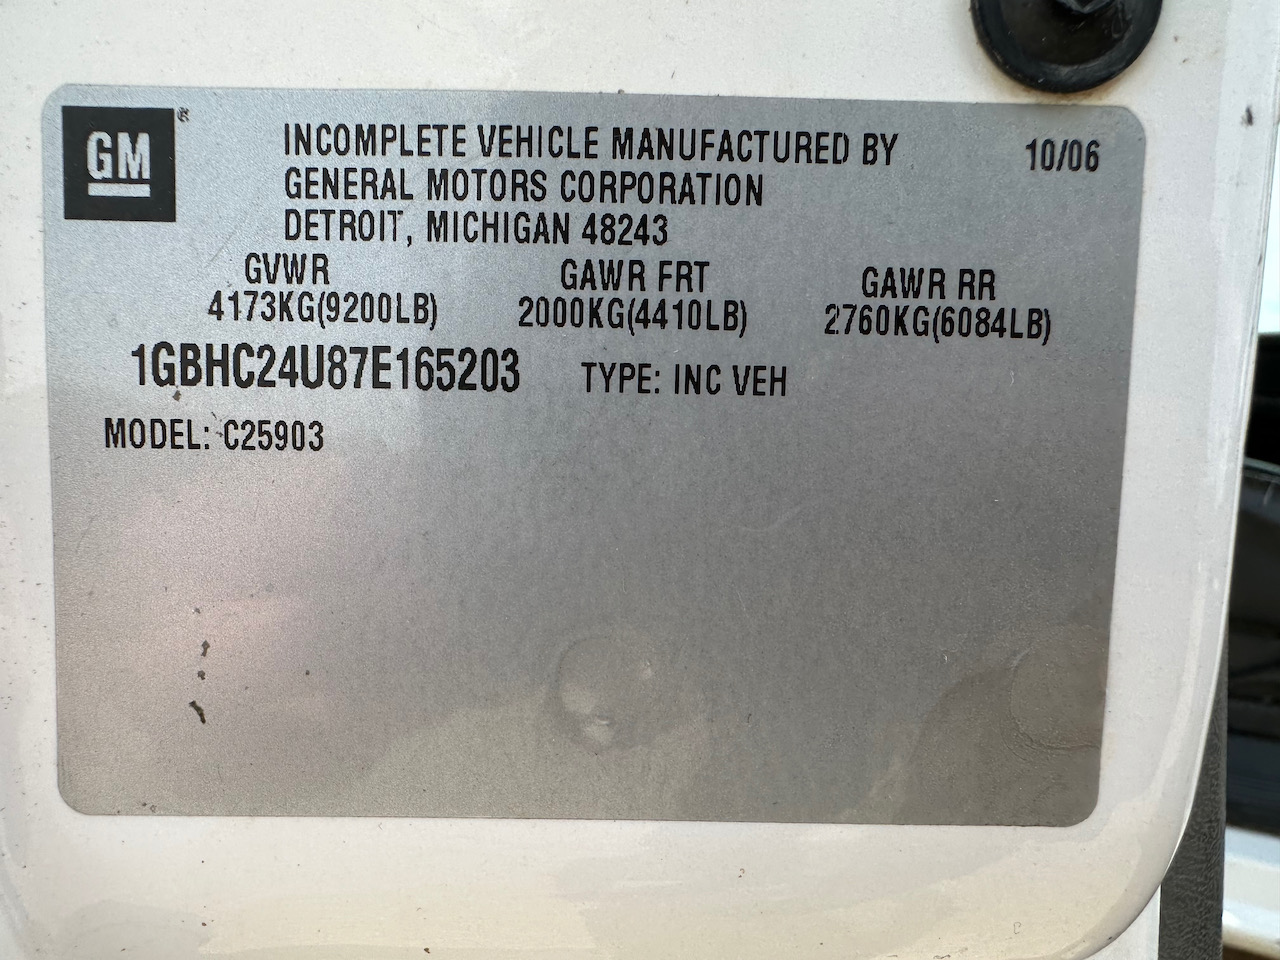 GM ®
INCOMPLETE VEHICLE MANUFACTURED BY 10/06
GENERAL MOTORS CORPORATION
DETROIT, MICHIGAN 48243
GVWR GAWR FRT GAWR RR
4173KG(9200LB) 2000KG(4410LB) 2760KG(6084LB)
1GBHC24U87E165203 TYPE: INC VEH
MODEL: C25903